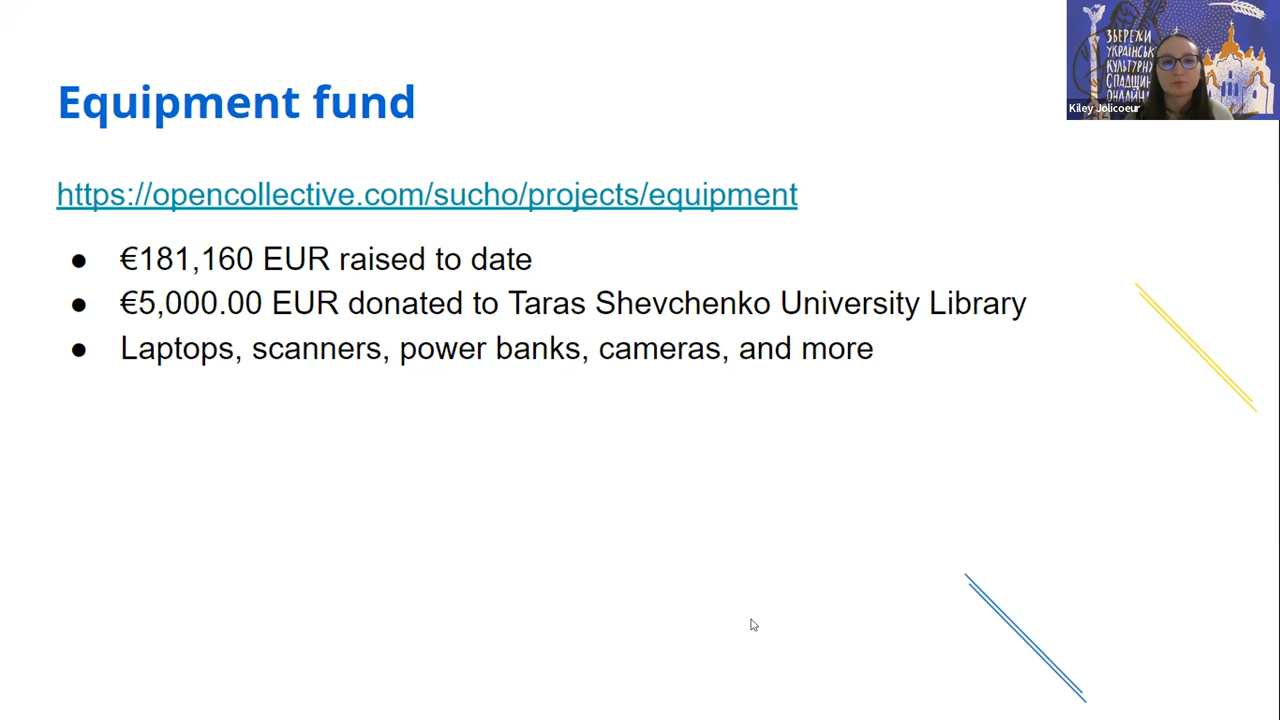 Equipment fund
https://opencollective.com/sucho/projects/equipment
● €181,160 EUR raised to date
● €5,000.00 EUR donated to Taras Shevchenko University Library
● Laptops, scanners, power banks, cameras, and more
ЗБЕРЕЖИ
УКРАЇНСЬК
КУЛЬТУРН
СПАДЩИН
ОНЛАЙН
Kiley Jolicoeur